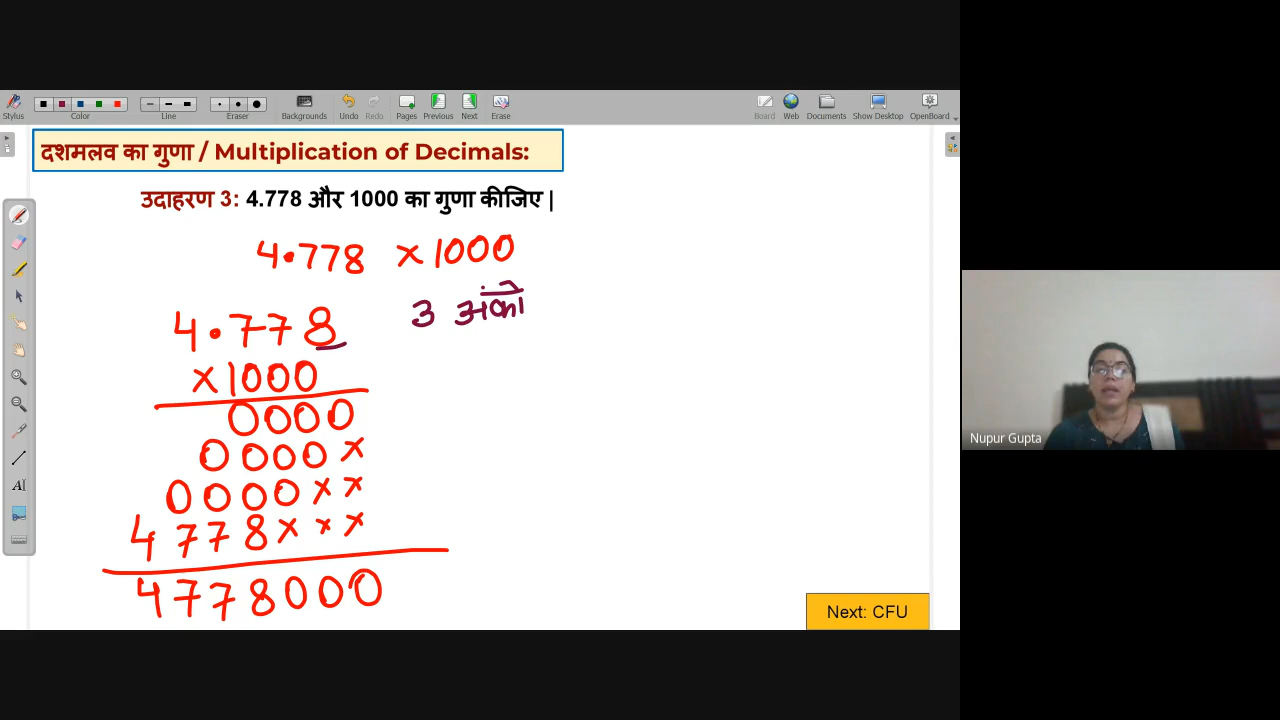 Stylus
Color
Line
Eraser
Backgrounds
Undo
Redo
Pages
Previous
Next
Erase
Board
Web
Documents
Show Desktop
OpenBoard
दशमलव का गुणा / Multiplication of Decimals:
उदाहरण 3: 4.778 और 1000 का गुणा कीजिए |
4.778 × 1000
3 अंकों
4.778
×1000
0000
0000×
0000××
4778×××
4778000
Nupur Gupta
Next: CFU